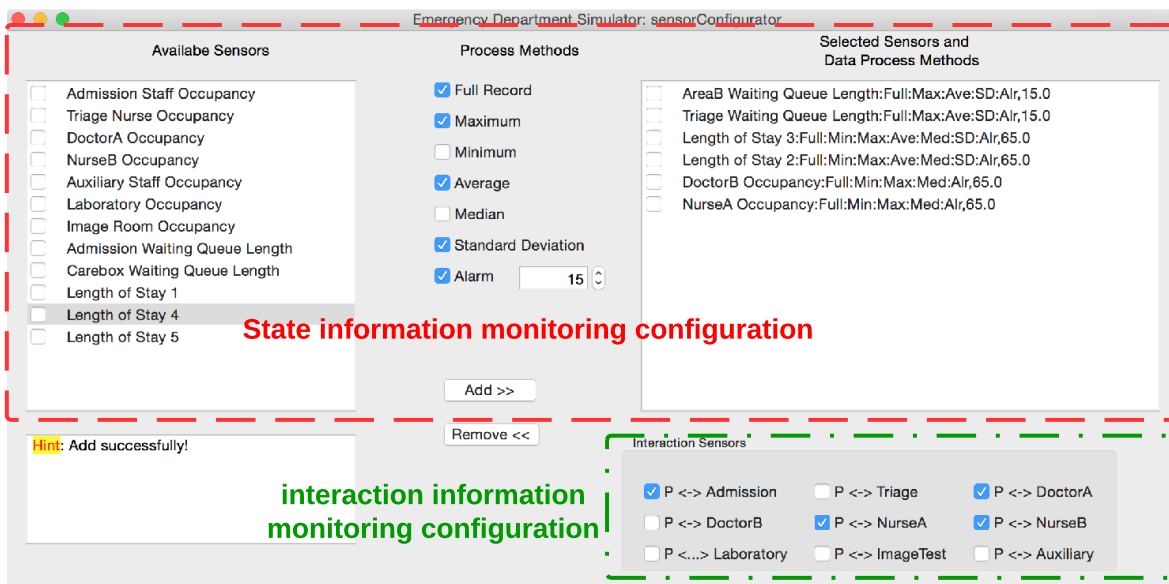 Emergency Department Simulator: sensorConfigurator
Availabe Sensors
Admission Staff Occupancy
Triage Nurse Occupancy
DoctorA Occupancy
NurseB Occupancy
Auxiliary Staff Occupancy
Laboratory Occupancy
Image Room Occupancy
Admission Waiting Queue Length
Carebox Waiting Queue Length
Length of Stay 1
Length of Stay 4
Length of Stay 5
Process Methods
Full Record
Maximum
Minimum
Average
Median
Standard Deviation
Alarm 15
Selected Sensors and
Data Process Methods
AreaB Waiting Queue Length:Full:Max:Ave:SD:Alr,15.0
Triage Waiting Queue Length:Full:Max:Ave:SD:Alr,15.0
Length of Stay 3:Full:Min:Max:Ave:Med:SD:Alr,65.0
Length of Stay 2:Full:Min:Max:Ave:Med:SD:Alr,65.0
DoctorB Occupancy:Full:Min:Max:Med:Alr,65.0
NurseA Occupancy:Full:Min:Max:Med:Alr,65.0
State information monitoring configuration
Add >>
Remove <<
Hint: Add successfully!
interaction information
monitoring configuration
Interaction Sensors
P <-> Admission P <-> Triage P <-> DoctorA
P <-> DoctorB P <-> NurseA P <-> NurseB
P <...> Laboratory P <-> ImageTest P <-> Auxiliary